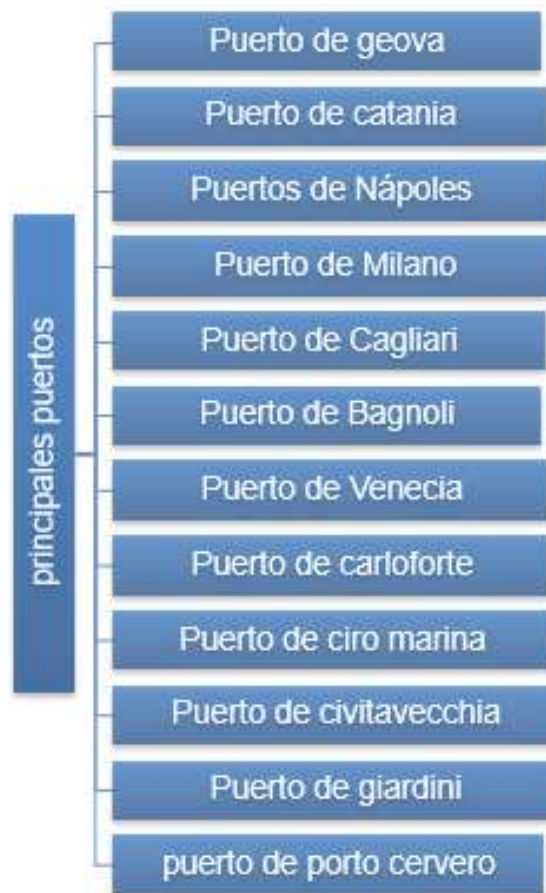 principales puertos
Puerto de geova
Puerto de catania
Puertos de Nápoles
Puerto de Milano
Puerto de Cagliari
Puerto de Bagnoli
Puerto de Venecia
Puerto de carloforte
Puerto de ciro marina
Puerto de civitavecchia
Puerto de giardini
puerto de porto cervero